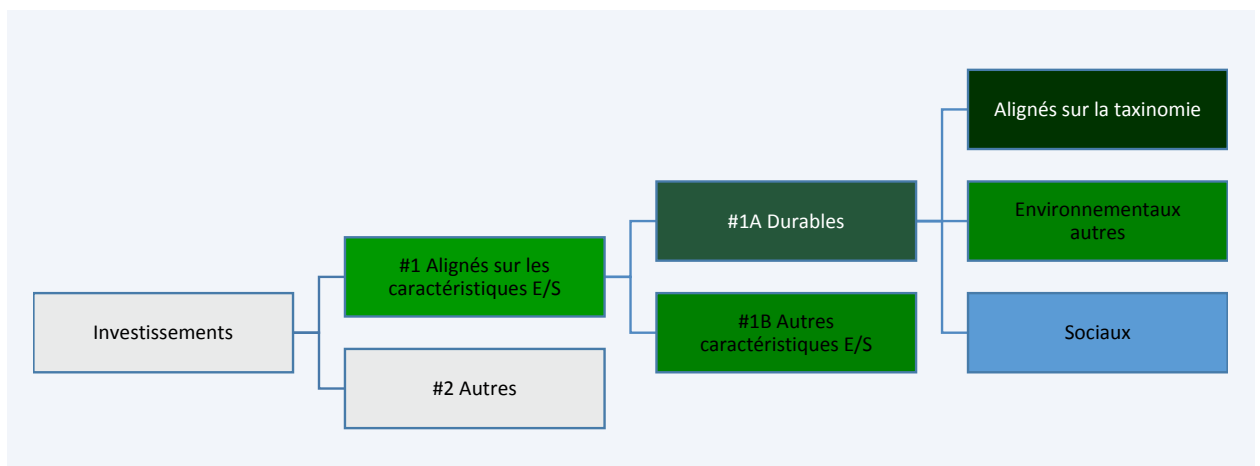 Investissements
#1 Alignés sur les
caractéristiques E/S
#2 Autres
#1A Durables
#1B Autres
caractéristiques E/S
Alignés sur la taxinomie
Environnementaux
autres
Sociaux